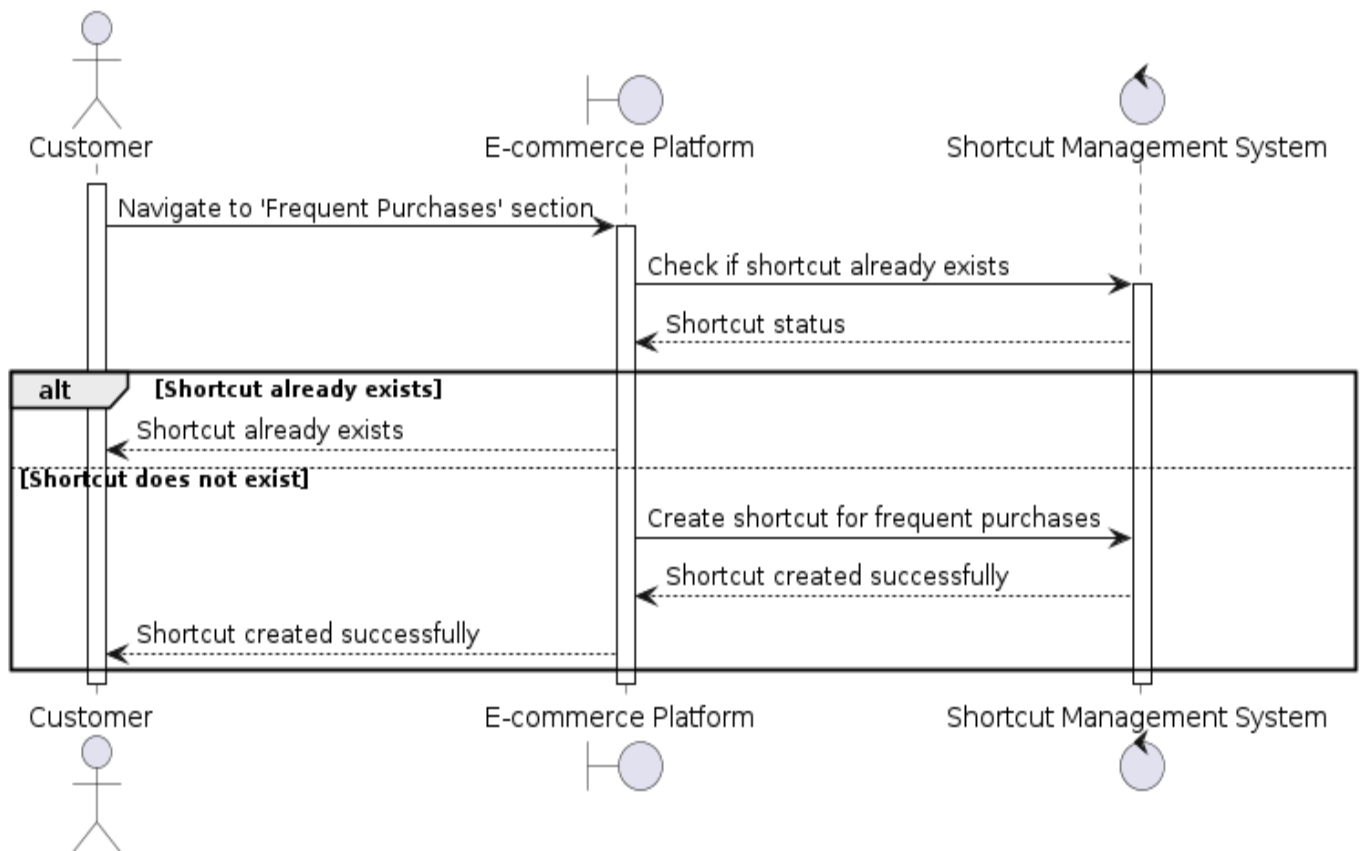 Customer
E-commerce Platform
Shortcut Management System
Navigate to 'Frequent Purchases' section
Check if shortcut already exists
Shortcut status
alt [Shortcut already exists]
Shortcut already exists
[Shortcut does not exist]
Create shortcut for frequent purchases
Shortcut created successfully
Shortcut created successfully
Customer
E-commerce Platform
Shortcut Management System